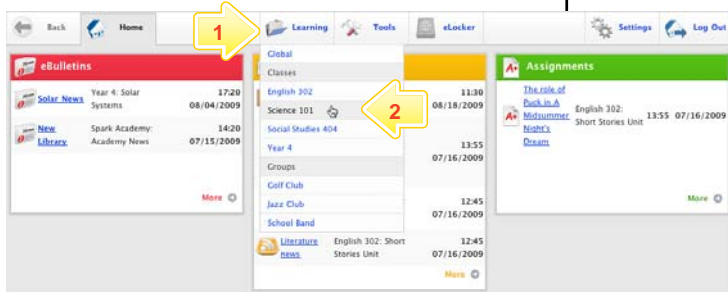 Back Home Learning Tools eLocker Settings Log Out
1
eBulletins
Solar News Year 4: Solar Systems 17:20 08/04/2009
New Library Spark Academy: Academy News 14:20 07/15/2009
More
Global
Classes
English 302
Science 101
2
Social Studies 404
Year 4
Groups
Golf Club
Jazz Club
School Band
11:30
08/18/2009
13:55
07/16/2009
12:45
07/16/2009
Literature news English 302: Short Stories Unit 12:45 07/16/2009
More
A+ Assignments
A+ The role of Puck in A Midsummer Night's Dream English 302: Short Stories Unit 13:55 07/16/2009
More